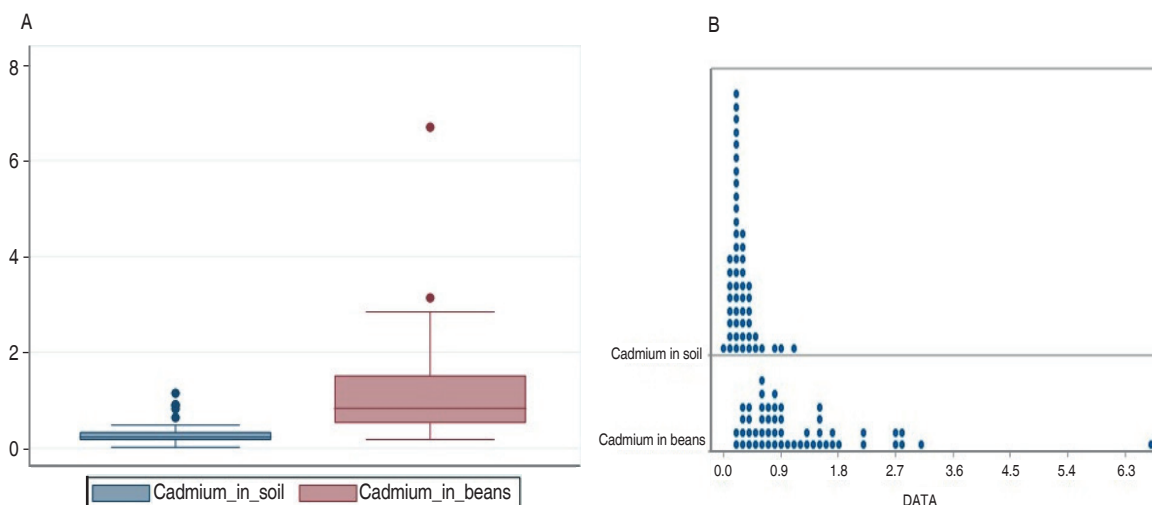 A
8
6
4
2
0
Cadmium_in_soil Cadmium_in_beans
B
Cadmium in soil
Cadmium in beans
0.0 0.9 1.8 2.7 3.6 4.5 5.4 6.3
DATA